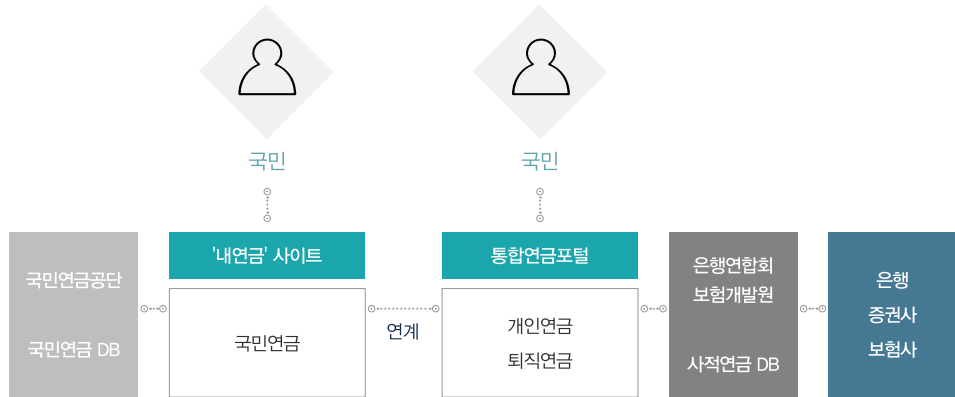 국민
국민
'내연금' 사이트
통합연금포털
국민연금공단
국민연금 DB
국민연금
연계
개인연금
퇴직연금
은행연합회
보험개발원
사적연금 DB
은행
증권사
보험사